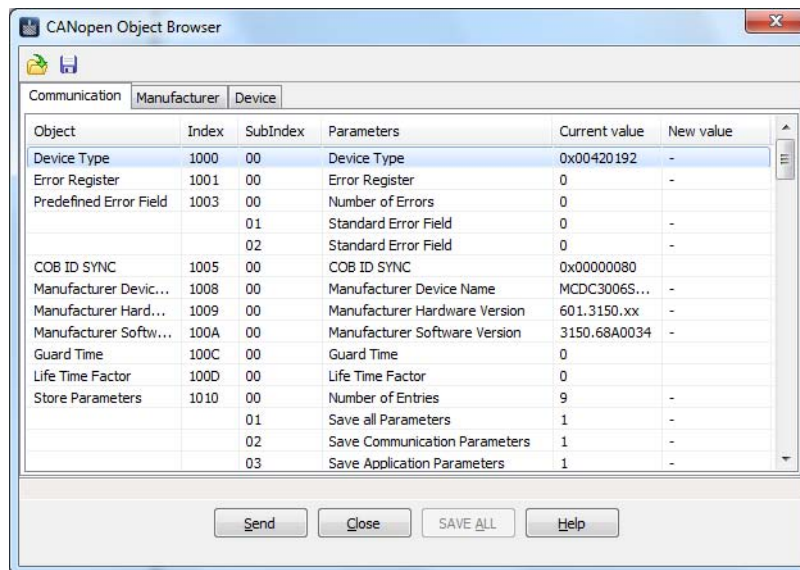 CANopen Object Browser
Communication Manufacturer Device
Object Index SubIndex Parameters Current value New value
Device Type 1000 00 Device Type 0x00420192 -
Error Register 1001 00 Error Register 0 -
Predefined Error Field 1003 00 Number of Errors 0
01 Standard Error Field 0 -
02 Standard Error Field 0 -
COB ID SYNC 1005 00 COB ID SYNC 0x00000080
Manufacturer Devic... 1008 00 Manufacturer Device Name MCDC3006S... -
Manufacturer Hard... 1009 00 Manufacturer Hardware Version 601.3150.xx -
Manufacturer Softw... 100A 00 Manufacturer Software Version 3150.68A0034 -
Guard Time 100C 00 Guard Time 0
Life Time Factor 100D 00 Life Time Factor 0
Store Parameters 1010 00 Number of Entries 9 -
01 Save all Parameters 1 -
02 Save Communication Parameters 1 -
03 Save Application Parameters 1 -
Send Close SAVE ALL Help